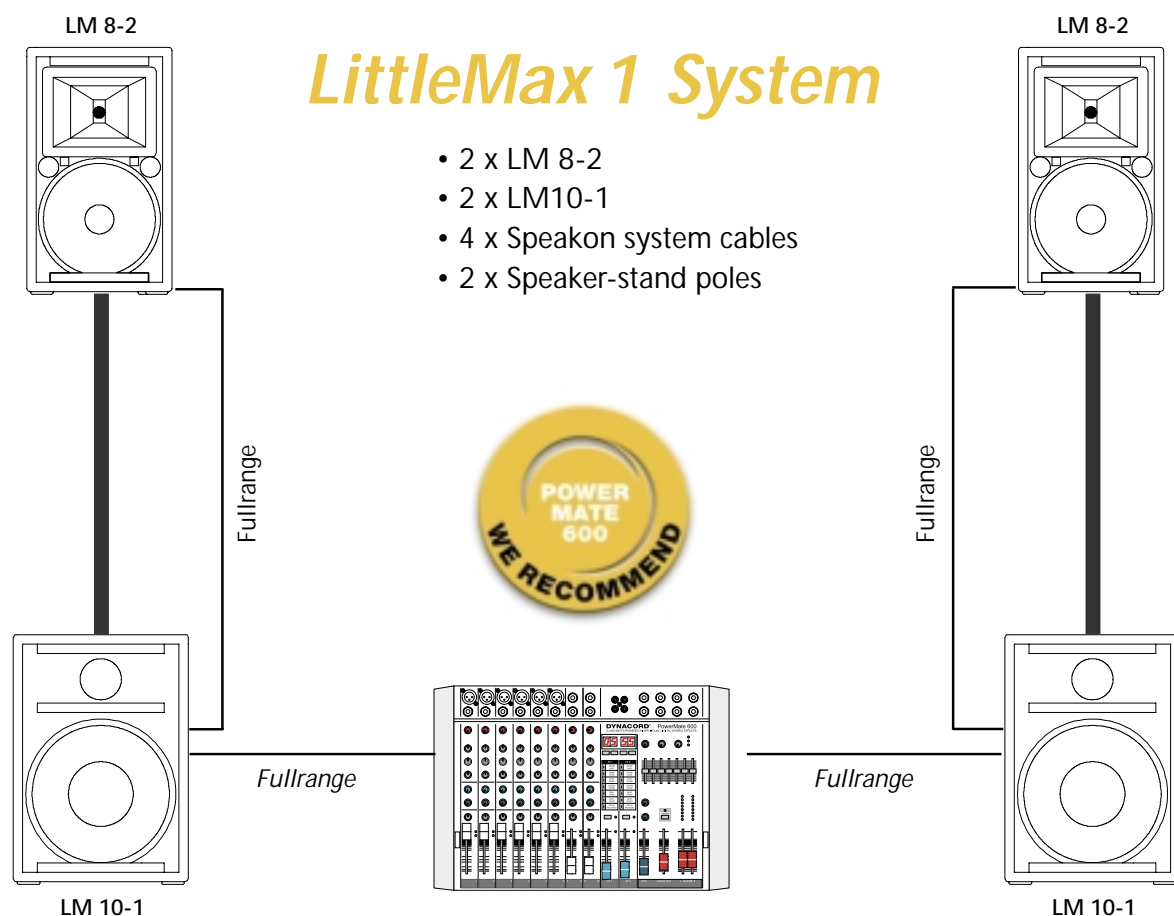 LM 8-2
LM 8-2
LittleMax 1 System
• 2 x LM 8-2
• 2 x LM10-1
• 4 x Speakon system cables
• 2 x Speaker-stand poles
Fullrange
Fullrange
POWER
MATE
600
WE RECOMMEND
DYNACORD
PowerMate 600
05 55
Fullrange
Fullrange
LM 10-1
LM 10-1